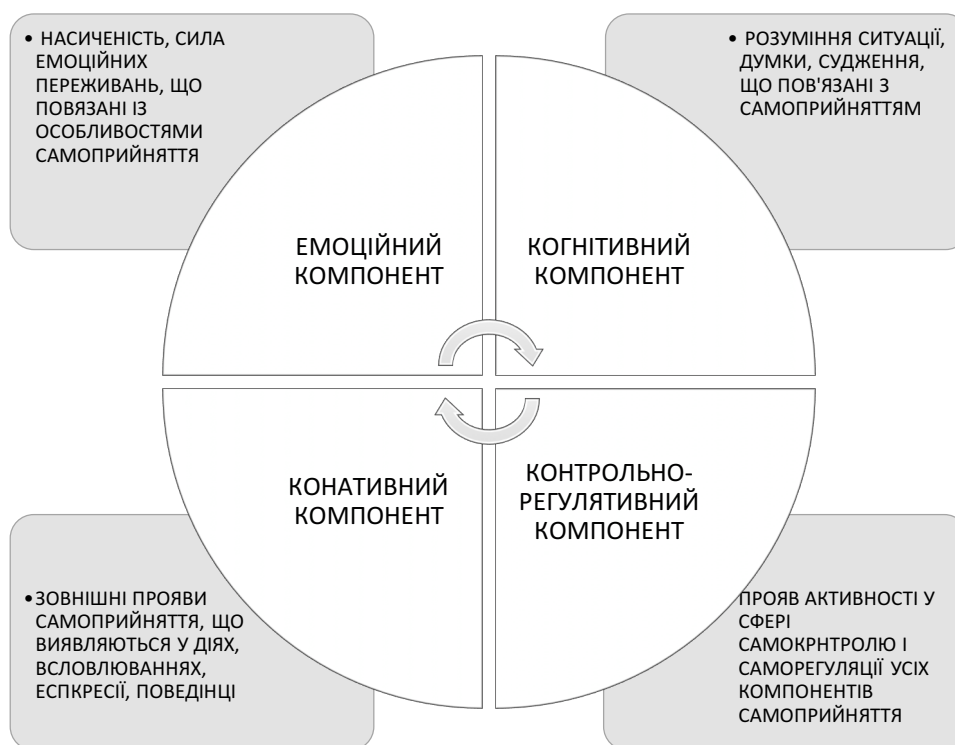 • НАСИЧЕНІСТЬ, СИЛА
ЕМОЦІЙНИХ
ПЕРЕЖИВАНЬ, ЩО
ПОВЯЗАНІ ІЗ
ОСОБЛИВОСТЯМИ
САМОПРИЙНЯТТЯ
• РОЗУМІННЯ СИТУАЦІЇ,
ДУМКИ, СУДЖЕННЯ,
ЩО ПОВ'ЯЗАНІ З
САМОПРИЙНЯТТЯМ
ЕМОЦІЙНИЙ
КОМПОНЕНТ
КОГНІТИВНИЙ
КОМПОНЕНТ
КОНАТИВНИЙ
КОМПОНЕНТ
КОНТРОЛЬНО-
РЕГУЛЯТИВНИЙ
КОМПОНЕНТ
•ЗОВНІШНІ ПРОЯВИ
САМОПРИЙНЯТТЯ, ЩО
ВИЯВЛЯЮТЬСЯ У ДІЯХ,
ВСЛОВЛЮВАННЯХ,
ЕСПКРЕСІЇ, ПОВЕДІНЦІ
ПРОЯВ АКТИВНОСТІ У
СФЕРІ
САМОКРНТРОЛЮ І
САМОРЕГУЛЯЦІЇ УСІХ
КОМПОНЕНТІВ
САМОПРИЙНЯТТЯ